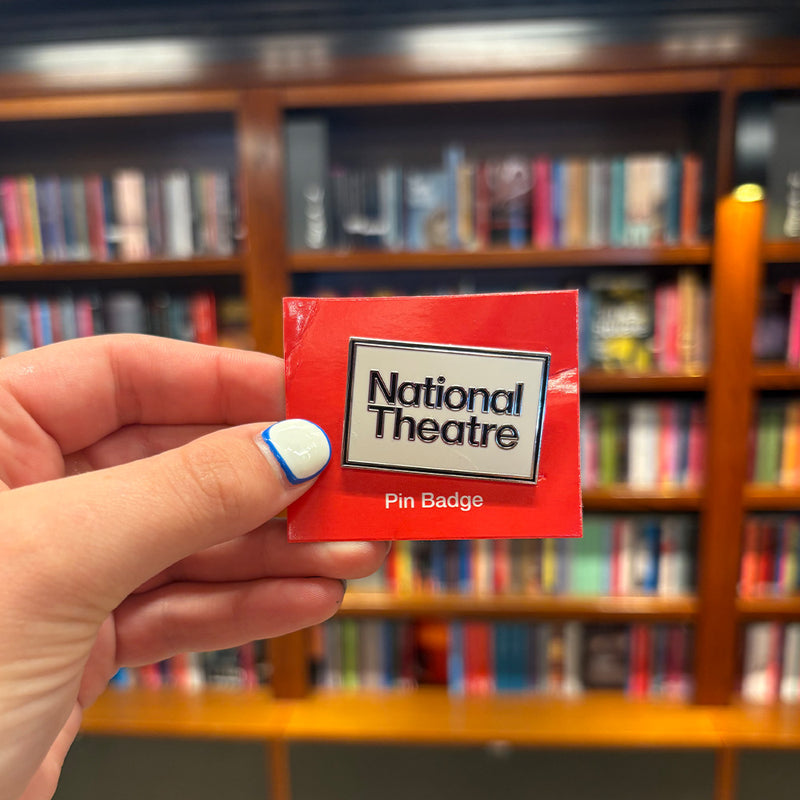 National
Theatre
Pin Badge